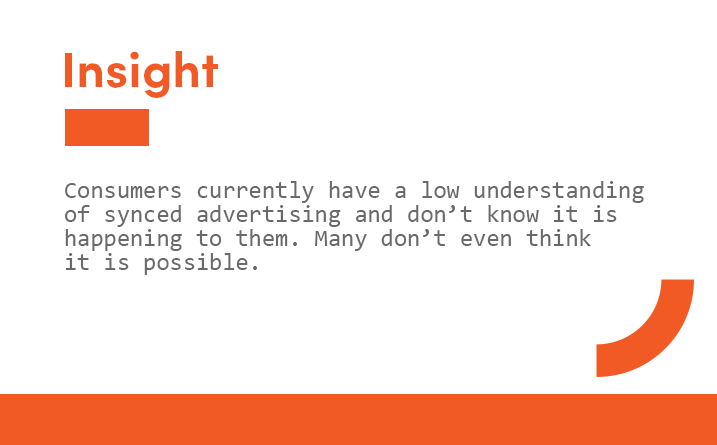 Insight
Consumers currently have a low understanding
of synced advertising and don’t know it is
happening to them. Many don’t even think
it is possible.